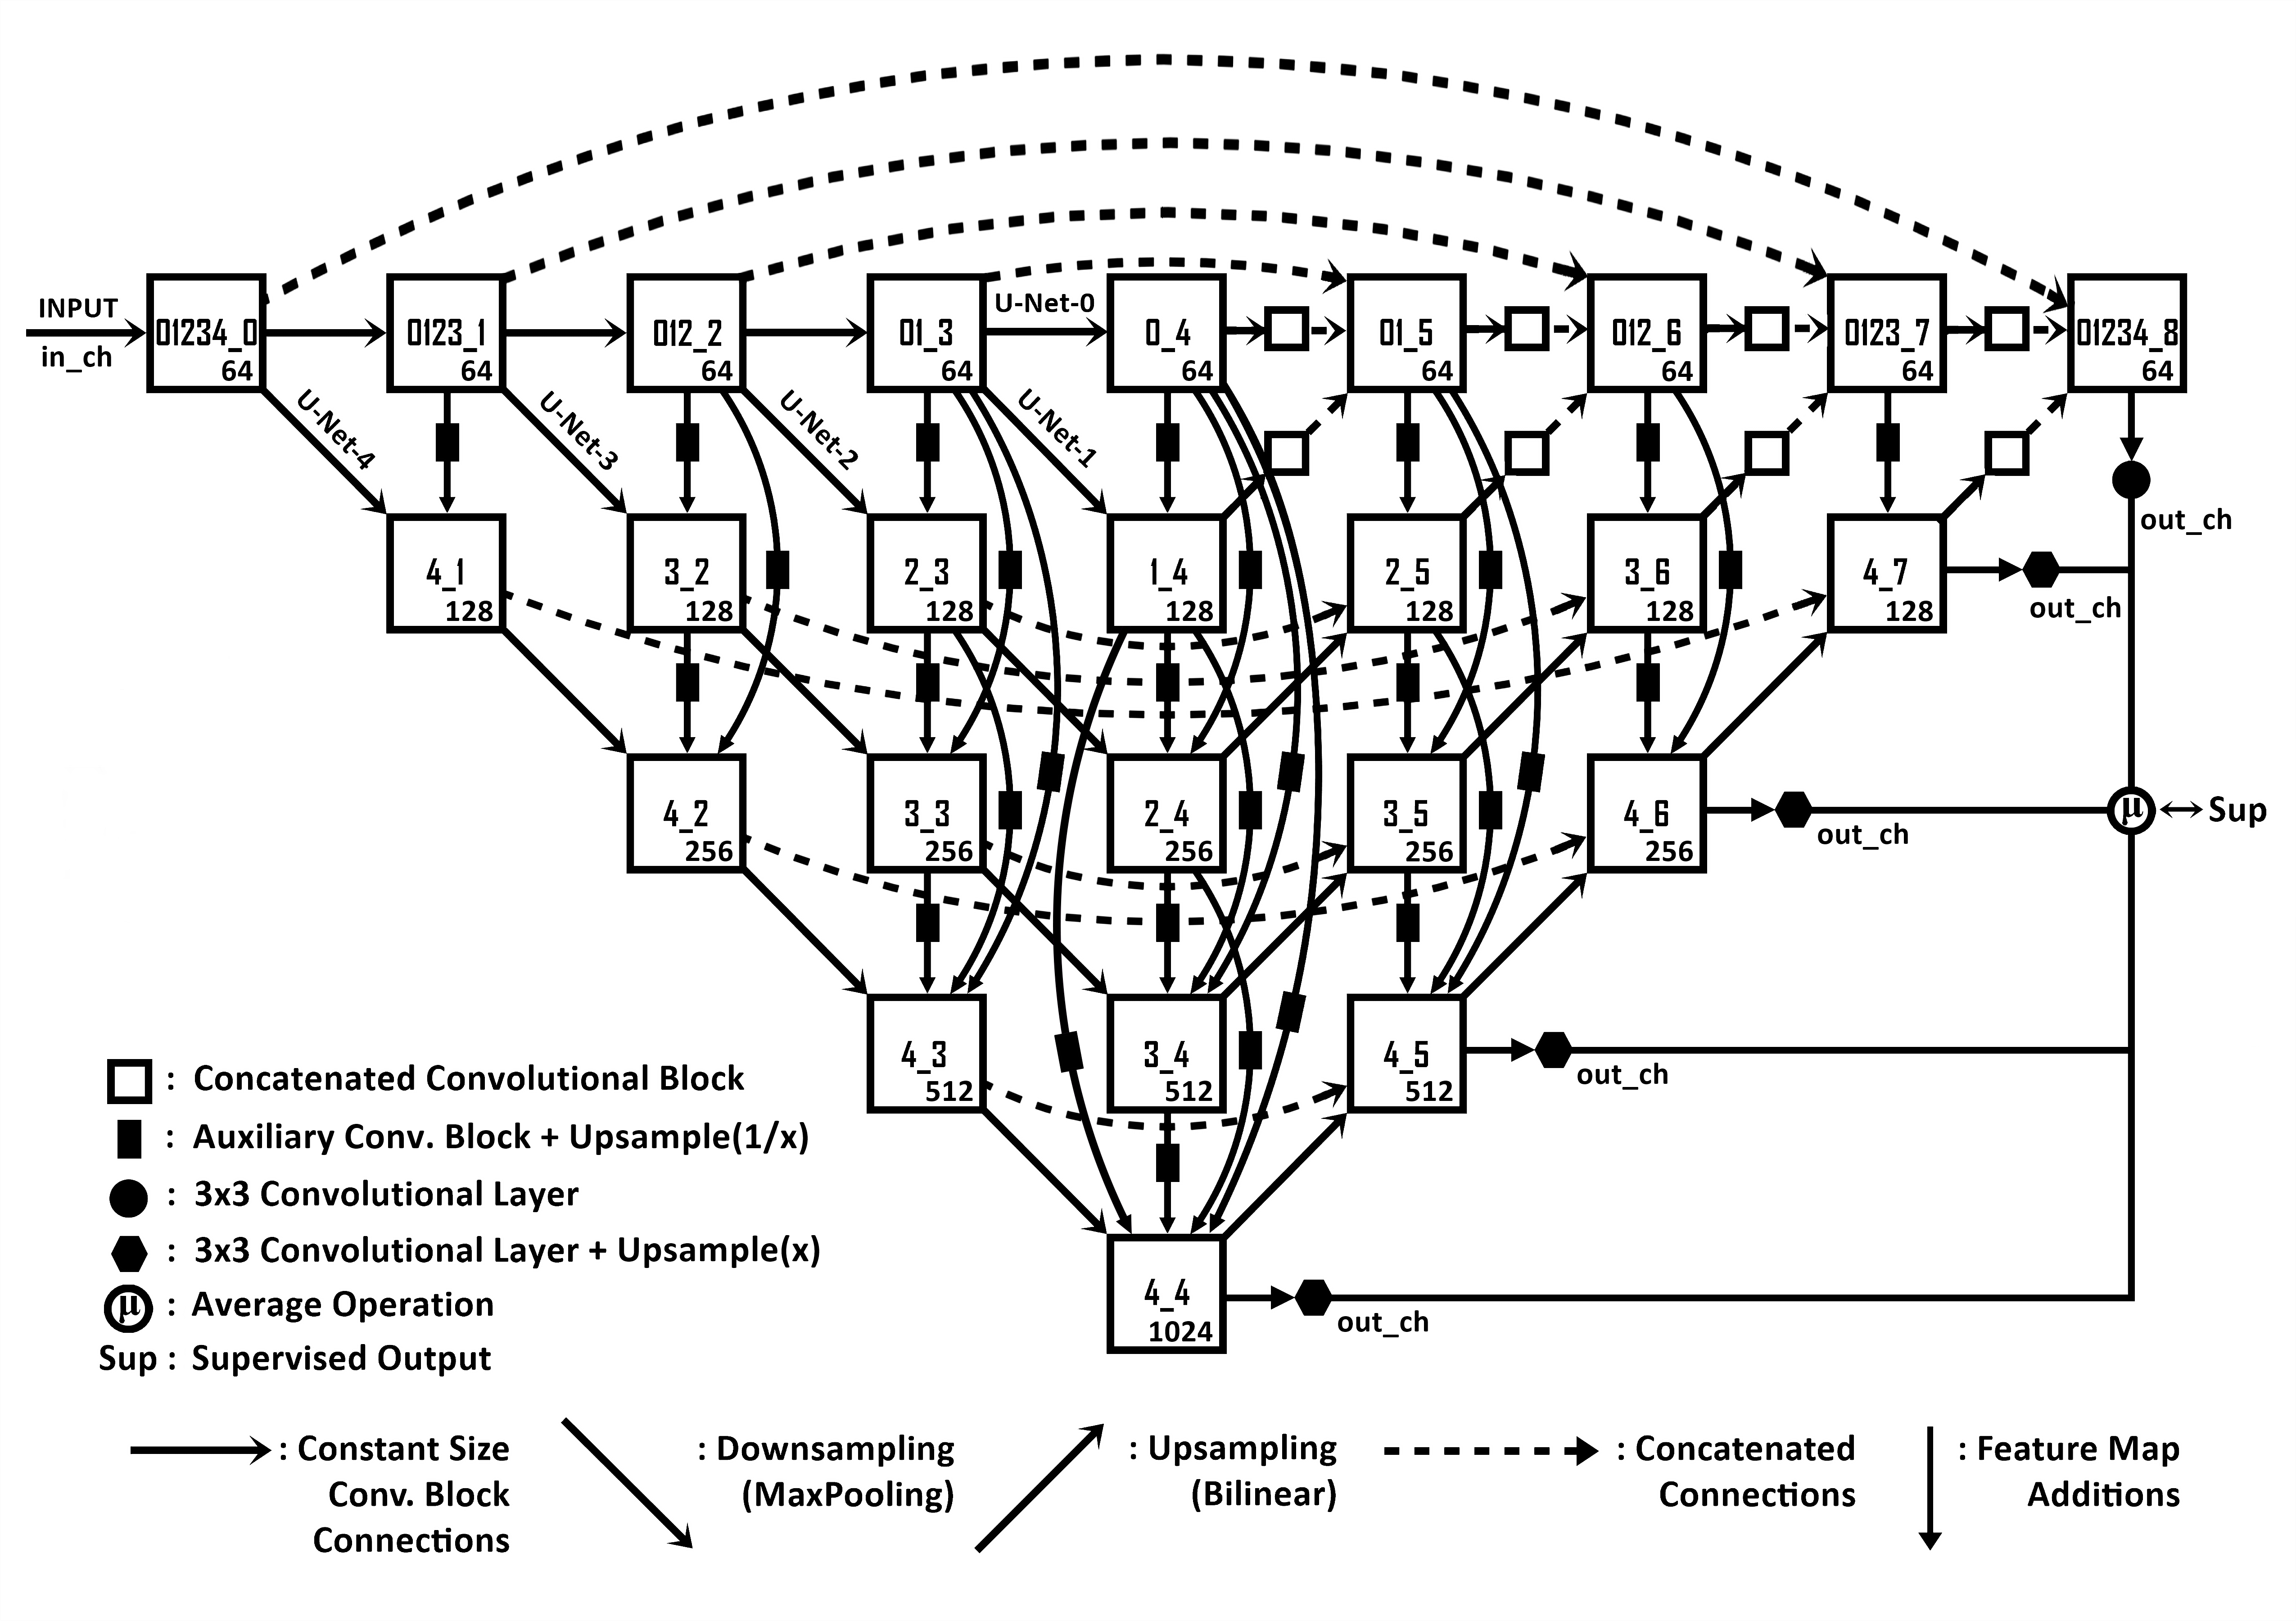 INPUT
in_ch
01234_0
64
0123_1
64
012_2
64
01_3
64
U-Net-0
0_4
64
01_5
64
012_6
64
0123_7
64
01234_8
64
U-Net-4
U-Net-3
U-Net-2
U-Net-1
out_ch
4_1
128
3_2
128
2_3
128
1_4
128
2_5
128
3_6
128
4_7
128
out_ch
4_2
256
3_3
256
2_4
256
3_5
256
4_6
256
out_ch
μ
Sup
4_3
512
3_4
512
4_5
512
out_ch
4_4
1024
out_ch
: Concatenated Convolutional Block
: Auxiliary Conv. Block + Upsample(1/x)
: 3x3 Convolutional Layer
: 3x3 Convolutional Layer + Upsample(x)
μ : Average Operation
Sup : Supervised Output
: Constant Size
Conv. Block
Connections
: Downsampling
(MaxPooling)
: Upsampling
(Bilinear)
: Concatenated
Connections
: Feature Map
Additions